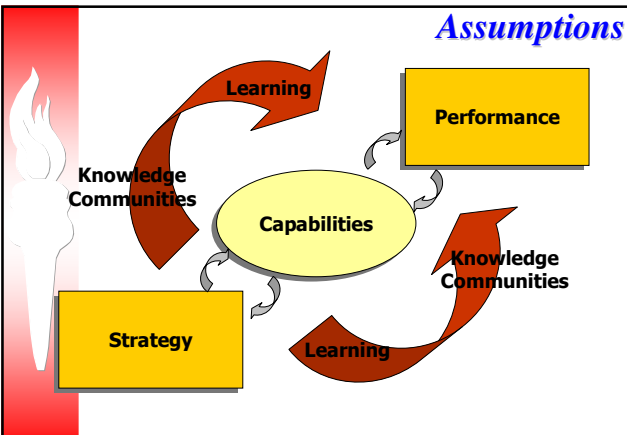 Assumptions
Learning
Performance
Knowledge
Communities
Capabilities
Knowledge
Communities
Strategy
Learning